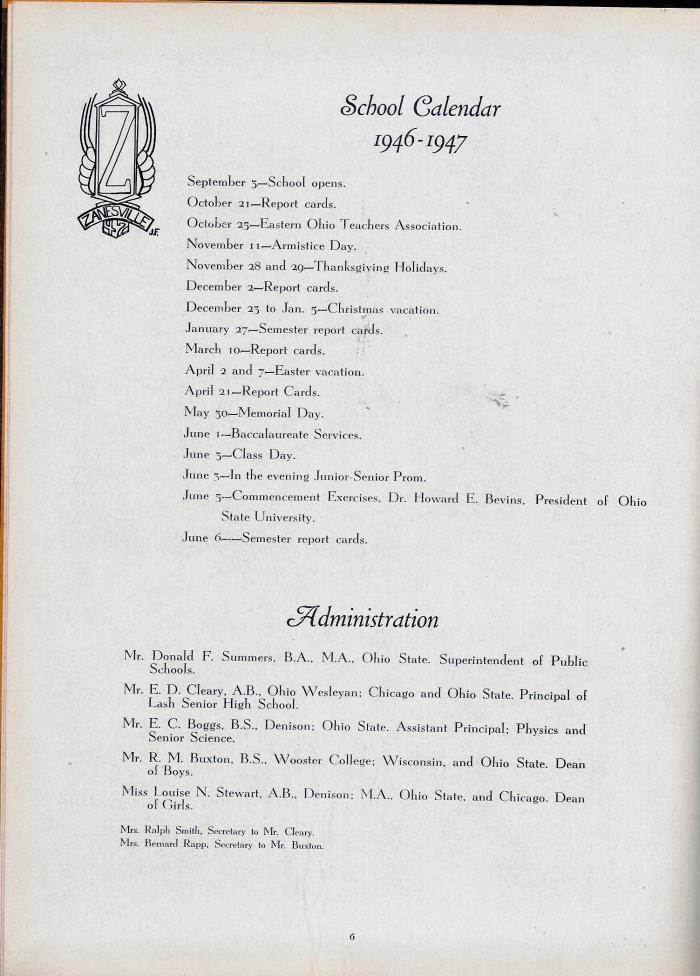 School Calendar
1946-1947
Z
ZANESVILLE
J.F.
September 3—School opens.
October 21—Report cards.
October 25—Eastern Ohio Teachers Association.
November 11—Armistice Day.
November 28 and 29—Thanksgiving Holidays.
December 2—Report cards.
December 23 to Jan. 3—Christmas vacation.
January 27—Semester report cards.
March 10—Report cards.
April 2 and 7—Easter vacation.
April 21—Report Cards.
May 30—Memorial Day.
June 1—Baccalaureate Services.
June 3—Class Day.
June 3—In the evening Junior-Senior Prom.
June 5—Commencement Exercises, Dr. Howard E. Bevins, President of Ohio
State University.
June 6——Semester report cards.
Administration
Mr. Donald F. Summers, B.A., M.A., Ohio State. Superintendent of Public
Schools.
Mr. E. D. Cleary, A.B., Ohio Wesleyan; Chicago and Ohio State. Principal of
Lash Senior High School.
Mr. E. C. Boggs, B.S., Denison; Ohio State. Assistant Principal; Physics and
Senior Science.
Mr. R. M. Buxton, B.S., Wooster College; Wisconsin, and Ohio State. Dean
of Boys.
Miss Louise N. Stewart, A.B., Denison; M.A., Ohio State, and Chicago. Dean
of Girls.
Mrs. Ralph Smith, Secretary to Mr. Cleary.
Mrs. Bernard Rapp, Secretary to Mr. Buxton.
6